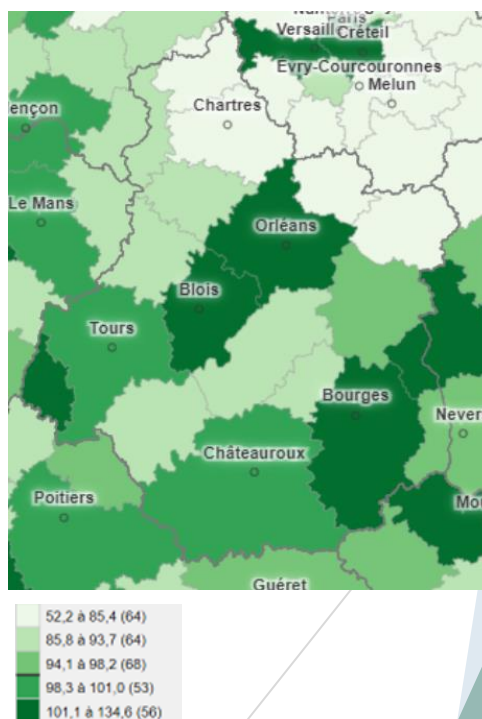 Paris
Versaill
Créteil
Évry-Courcouronnes
Melun
Chartres
ençon
Le Mans
Orléans
Blois
Tours
Bourges
Never
Châteauroux
Poitiers
Mou
Guéret
52,2 à 85,4 (64)
85,8 à 93,7 (64)
94,1 à 98,2 (68)
98,3 à 101,0 (53)
101,1 à 134,6 (56)